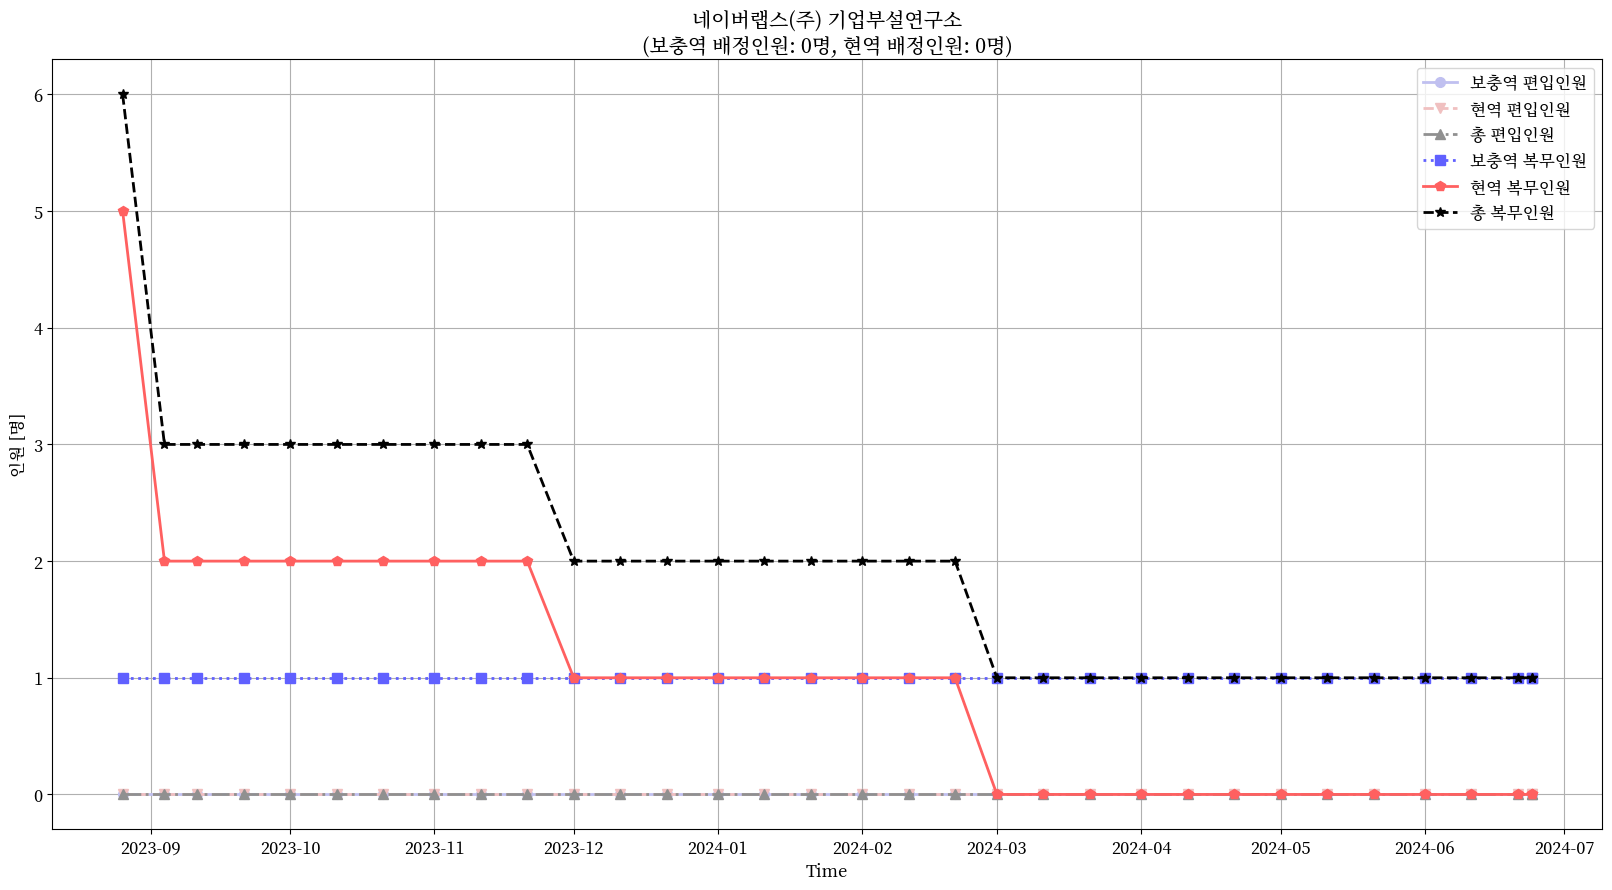 네이버랩스(주) 기업부설연구소
(보충역 배정인원: 0명, 현역 배정인원: 0명)
보충역 편입인원
현역 편입인원
총 편입인원
보충역 복무인원
현역 복무인원
총 복무인원
인원 [명]
6
5
4
3
2
1
0
2023-09 2023-10 2023-11 2023-12 2024-01 2024-02 2024-03 2024-04 2024-05 2024-06 2024-07
Time